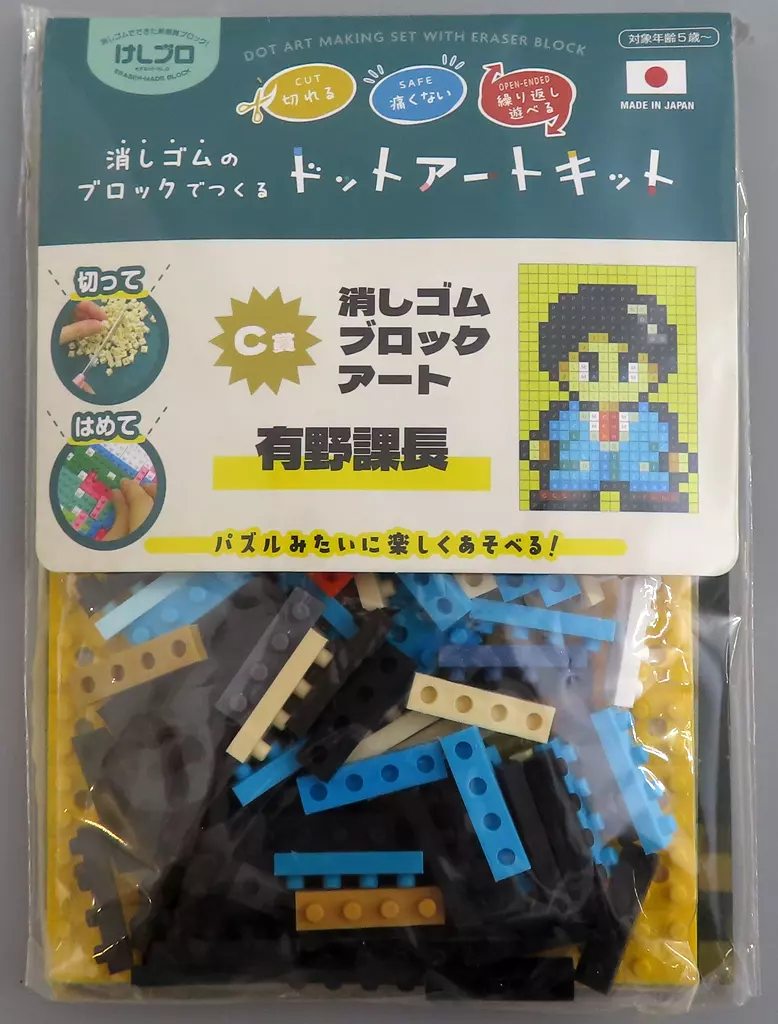 消しゴムでできた新感覚ブロック!
けしブロ
KESHI-BLO
ERASER-MADE BLOCK
DOT ART MAKING SET WITH ERASER BLOCK
対象年齢5歳~
CUT
切れる
SAFE
痛くない
OPEN-ENDED
繰り返し
遊べる
MADE IN JAPAN
消しゴムの
ブロックでつくる
ドットアートキット
切って
はめて
C賞
消しゴム
ブロック
アート
有野課長
パズルみたいに楽しくあそべる!